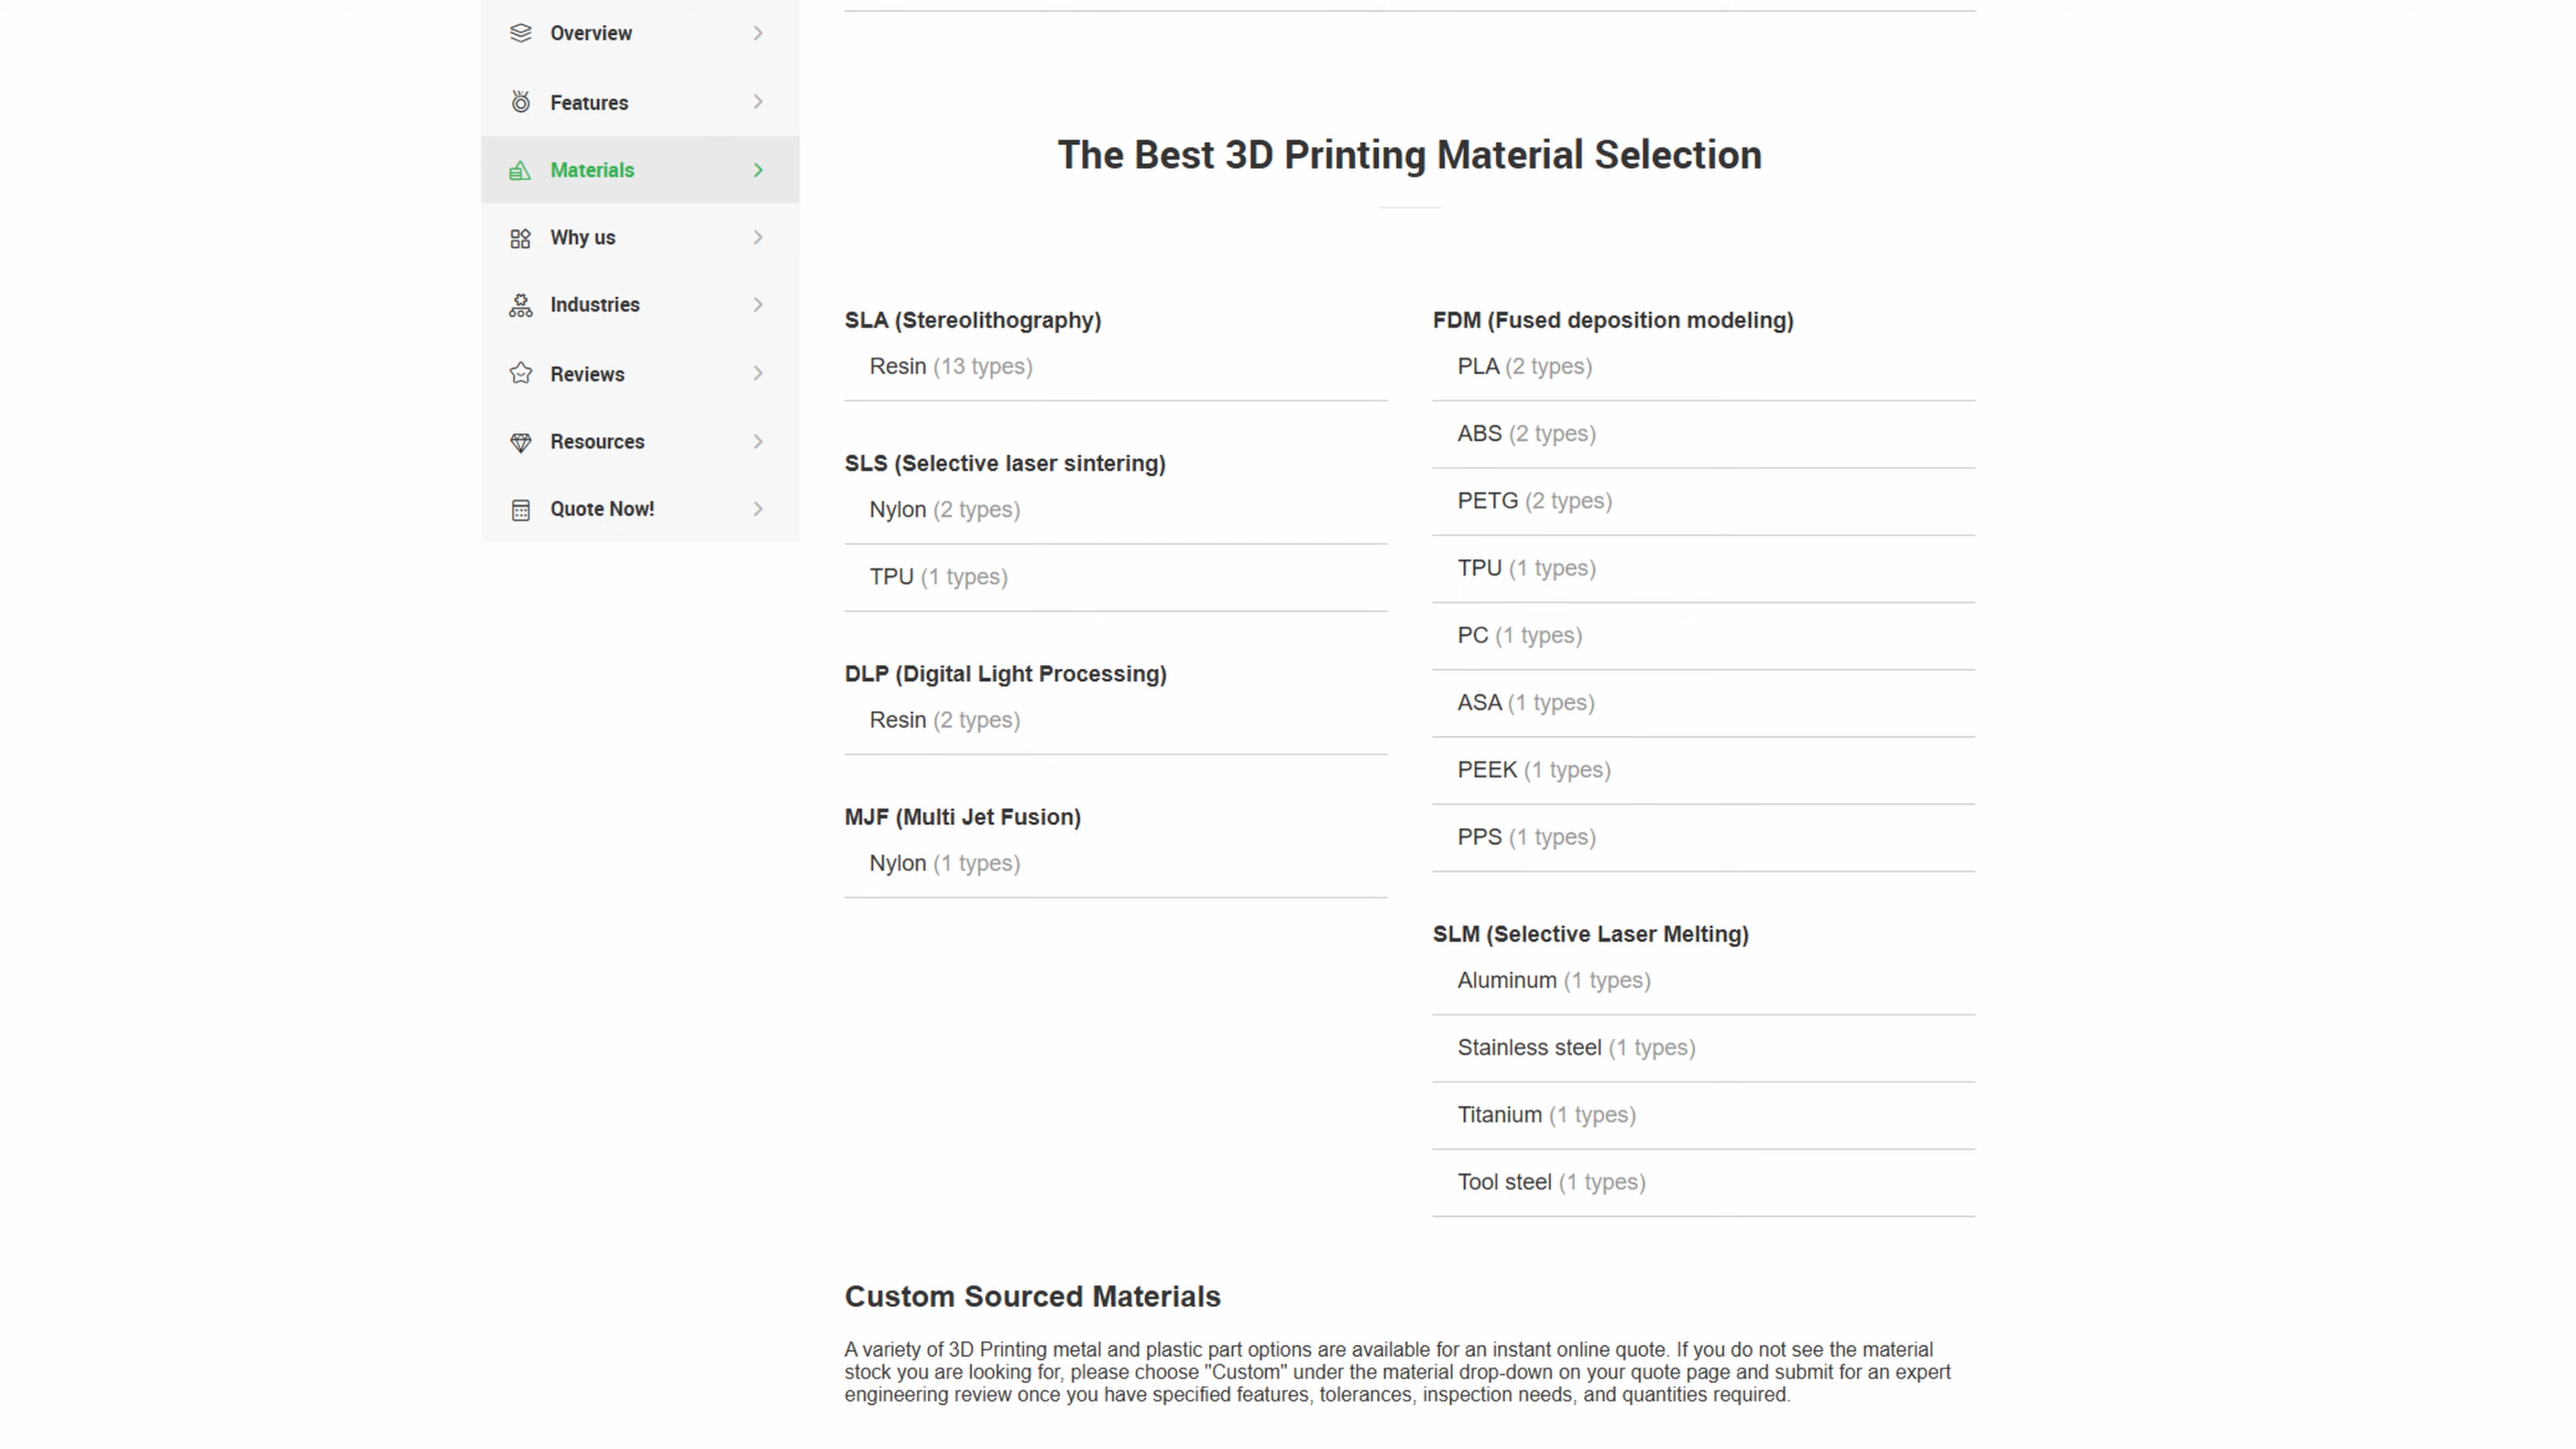 Overview
Features
Materials
Why us
Industries
Reviews
Resources
Quote Now!
The Best 3D Printing Material Selection
SLA (Stereolithography)
Resin (13 types)
SLS (Selective laser sintering)
Nylon (2 types)
TPU (1 types)
DLP (Digital Light Processing)
Resin (2 types)
MJF (Multi Jet Fusion)
Nylon (1 types)
FDM (Fused deposition modeling)
PLA (2 types)
ABS (2 types)
PETG (2 types)
TPU (1 types)
PC (1 types)
ASA (1 types)
PEEK (1 types)
PPS (1 types)
SLM (Selective Laser Melting)
Aluminum (1 types)
Stainless steel (1 types)
Titanium (1 types)
Tool steel (1 types)
Custom Sourced Materials
A variety of 3D Printing metal and plastic part options are available for an instant online quote. If you do not see the material
stock you are looking for, please choose "Custom" under the material drop-down on your quote page and submit for an expert
engineering review once you have specified features, tolerances, inspection needs, and quantities required.